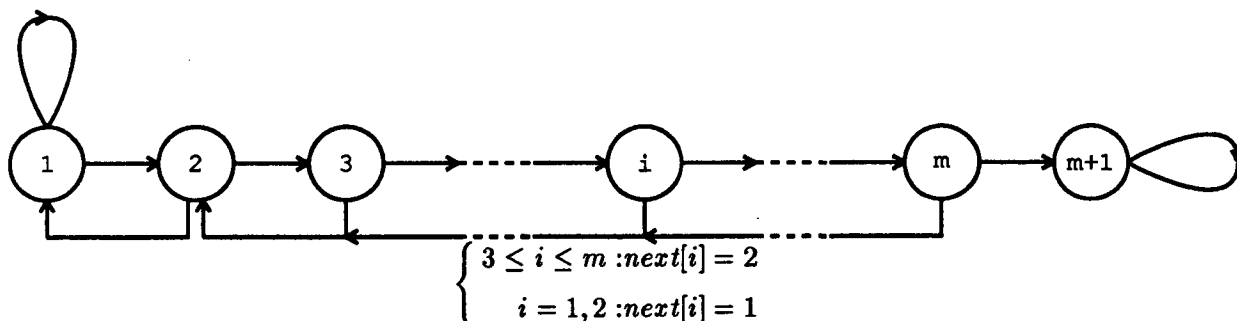 1 2 3 i m m+1
3 ≤ i ≤ m :next[i] = 2
i = 1, 2 :next[i] = 1